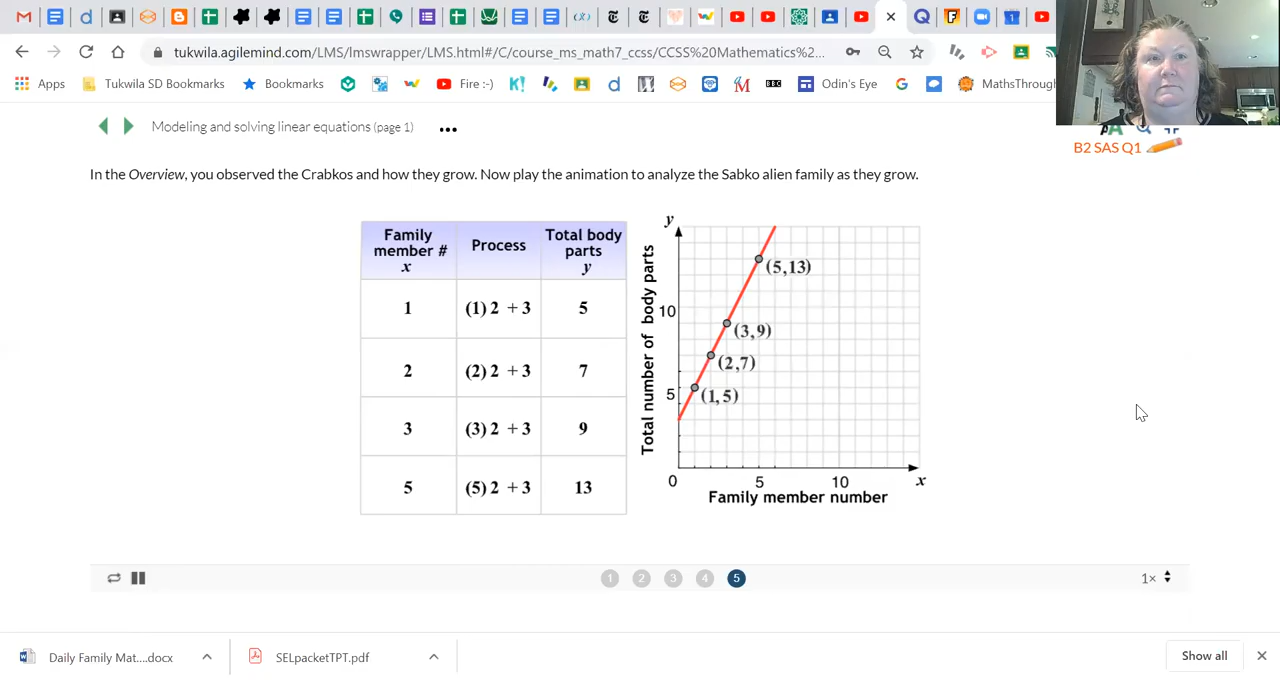 tukwila.agilemind.com/LMS/lmswrapper/LMS.html#/C/course_ms_math7_ccss/CCSS%20Mathematics%2...
Apps Tukwila SD Bookmarks Bookmarks Fire :-) K! BBC Odin's Eye MathsThrough
Modeling and solving linear equations (page 1) •••
B2 SAS Q1
In the Overview, you observed the Crabkos and how they grow. Now play the animation to analyze the Sabko alien family as they grow.
Family member # x Process Total body parts y
1 (1) 2 + 3 5
2 (2) 2 + 3 7
3 (3) 2 + 3 9
5 (5) 2 + 3 13
y
Total number of body parts
10
5
(5,13)
(3,9)
(2,7)
(1,5)
0 5 10 x
Family member number
1 2 3 4 5
1×
Daily Family Mat....docx
SELpacketTPT.pdf
Show all